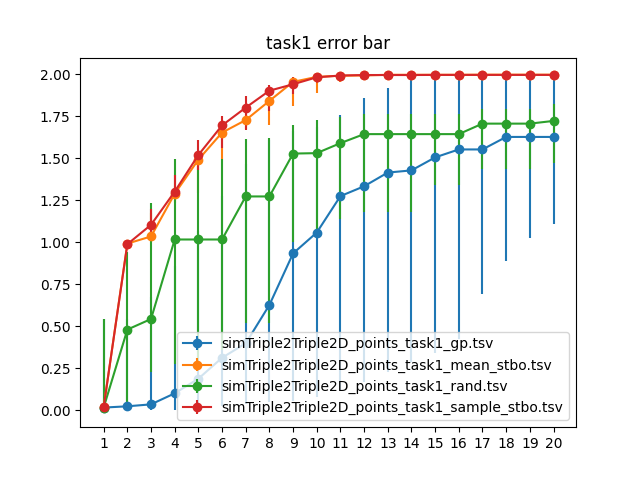 task1 error bar
2.00
1.75
1.50
1.25
1.00
0.75
0.50
0.25
0.00
simTriple2Triple2D_points_task1_gp.tsv
simTriple2Triple2D_points_task1_mean_stbo.tsv
simTriple2Triple2D_points_task1_rand.tsv
simTriple2Triple2D_points_task1_sample_stbo.tsv
1 2 3 4 5 6 7 8 9 10 11 12 13 14 15 16 17 18 19 20